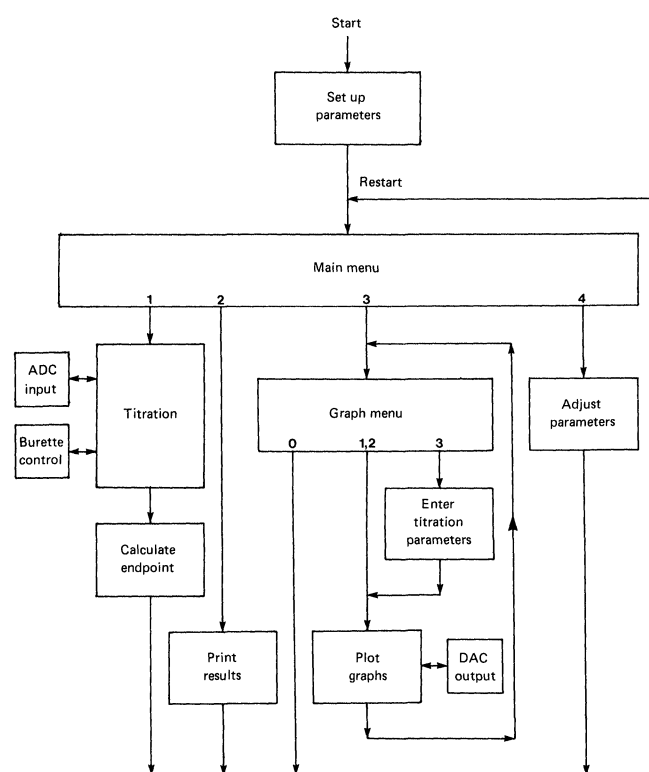 Start
Set up
parameters
Restart
Main menu
1 2 3 4
ADC
input
Titration
Burette
control
Graph menu
0 1,2 3
Adjust
parameters
Enter
titration
parameters
Calculate
endpoint
Print
results
Plot
graphs
DAC
output